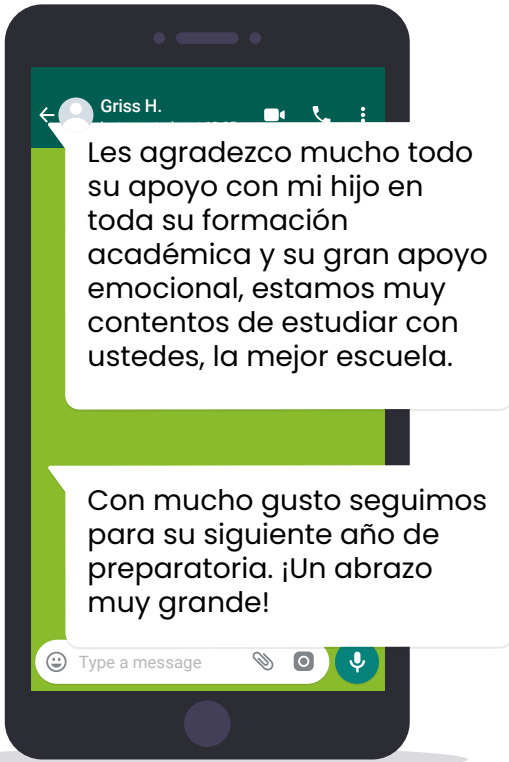 Griss H.
Les agradezco mucho todo
su apoyo con mi hijo en
toda su formación
académica y su gran apoyo
emocional, estamos muy
contentos de estudiar con
ustedes, la mejor escuela.
Con mucho gusto seguimos
para su siguiente año de
preparatoria. ¡Un abrazo
muy grande!
Type a message